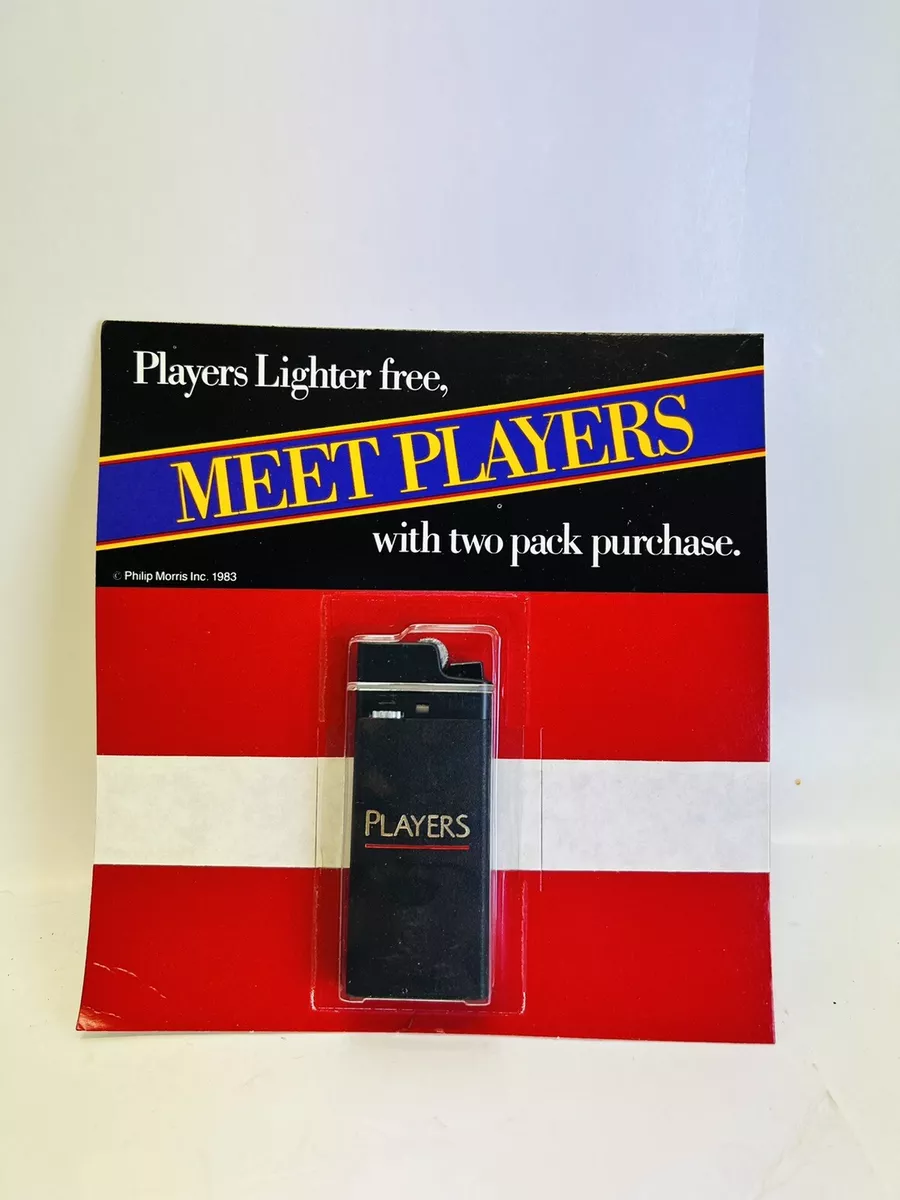 Players Lighter free,
MEET PLAYERS
with two pack purchase.
© Philip Morris Inc. 1983
PLAYERS